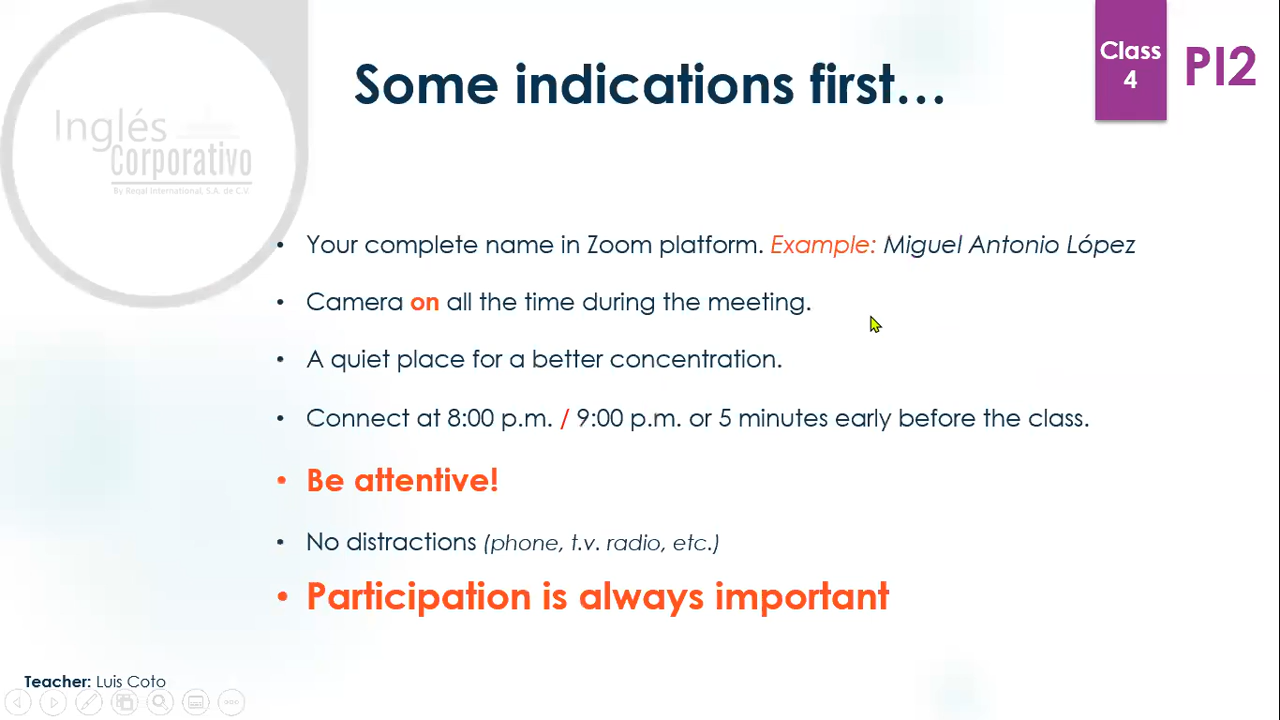 Class
4
PI2
Some indications first…
Inglés
Corporativo
By Regal International, S.A. de C.V.
• Your complete name in Zoom platform. Example: Miguel Antonio López
• Camera on all the time during the meeting.
• A quiet place for a better concentration.
• Connect at 8:00 p.m. / 9:00 p.m. or 5 minutes early before the class.
• Be attentive!
• No distractions (phone, t.v. radio, etc.)
• Participation is always important
Teacher: Luis Coto